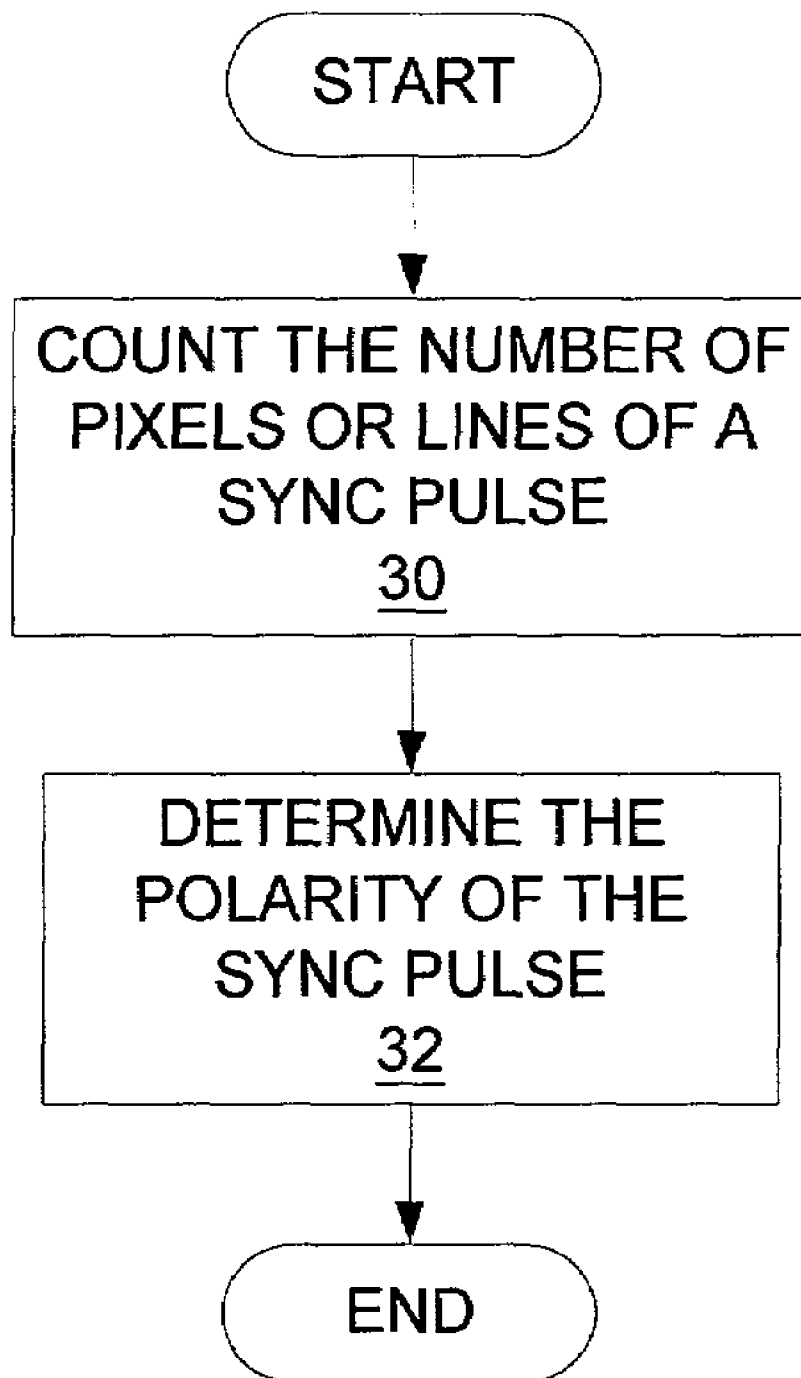 START
COUNT THE NUMBER OF
PIXELS OR LINES OF A
SYNC PULSE
30
DETERMINE THE
POLARITY OF THE
SYNC PULSE
32
END